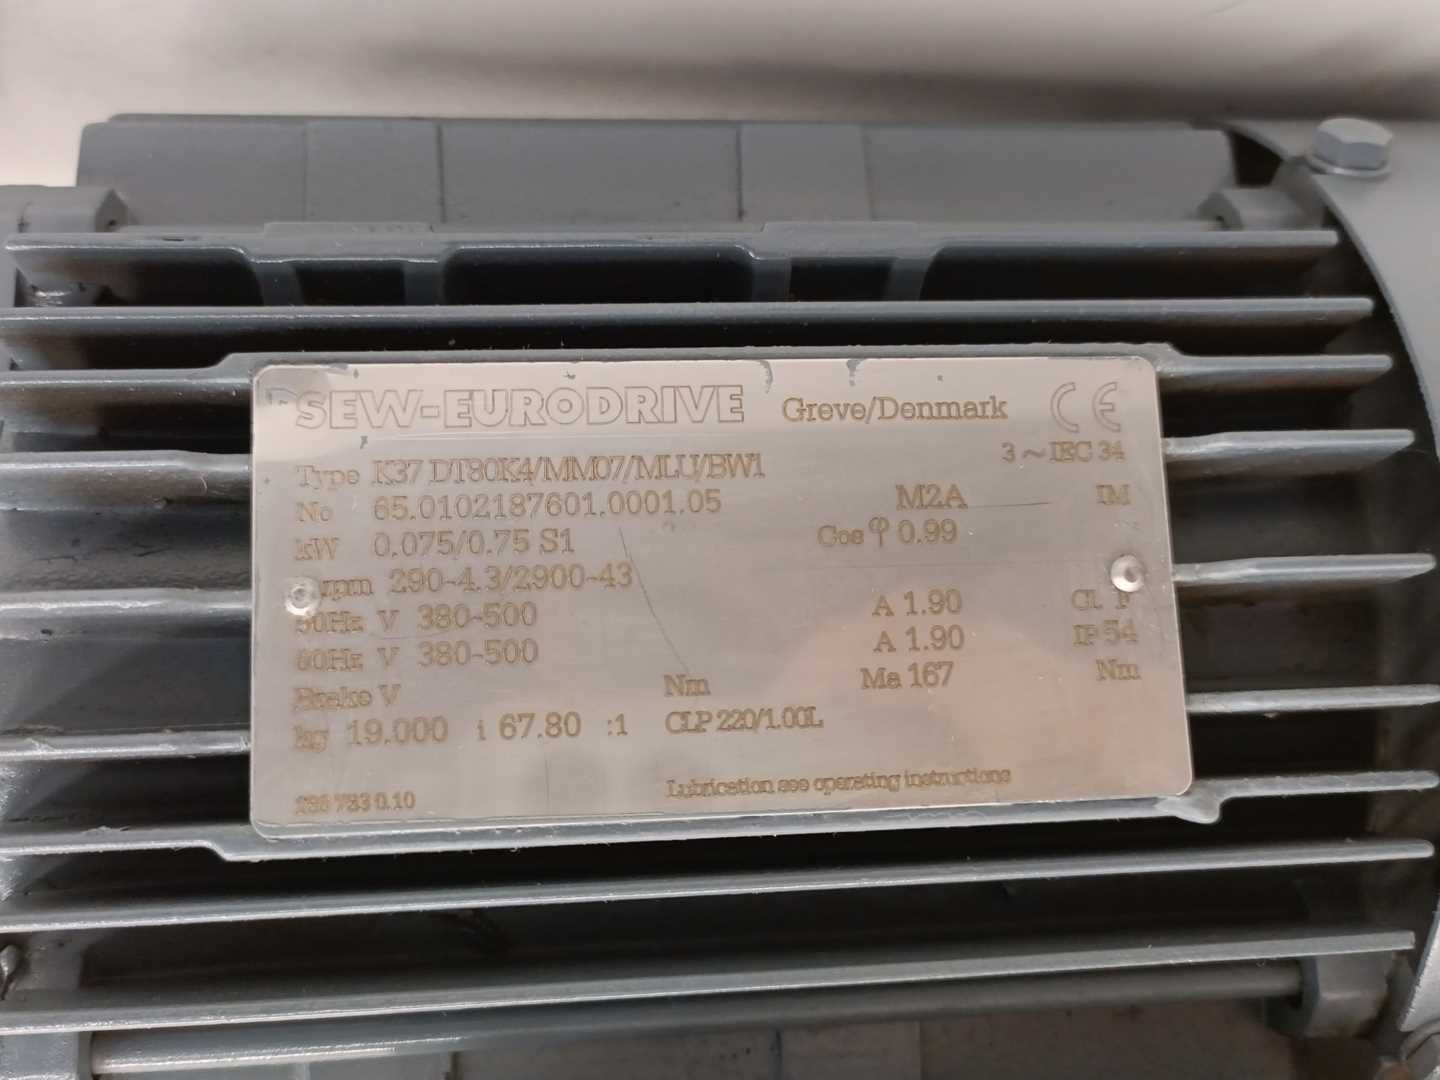 SEW-EURODRIVE Greve/Denmark CE
Type K37 DT80K4/MM07/MLU/BW1 3~IEC 34
No 65.0102187601.0001.05 M2A IM
kW 0.075/0.75 S1 Cos φ 0.99
rpm 290-4.3/2900-43
50Hz V 380-500 A 1.90 Cl. F
60Hz V 380-500 A 1.90 IP 54
Brake V Nm Ma 167 Nm
kg 19.000 i 67.80 :1 CLP 220/1.00L
Lubrication see operating instructions
0.10